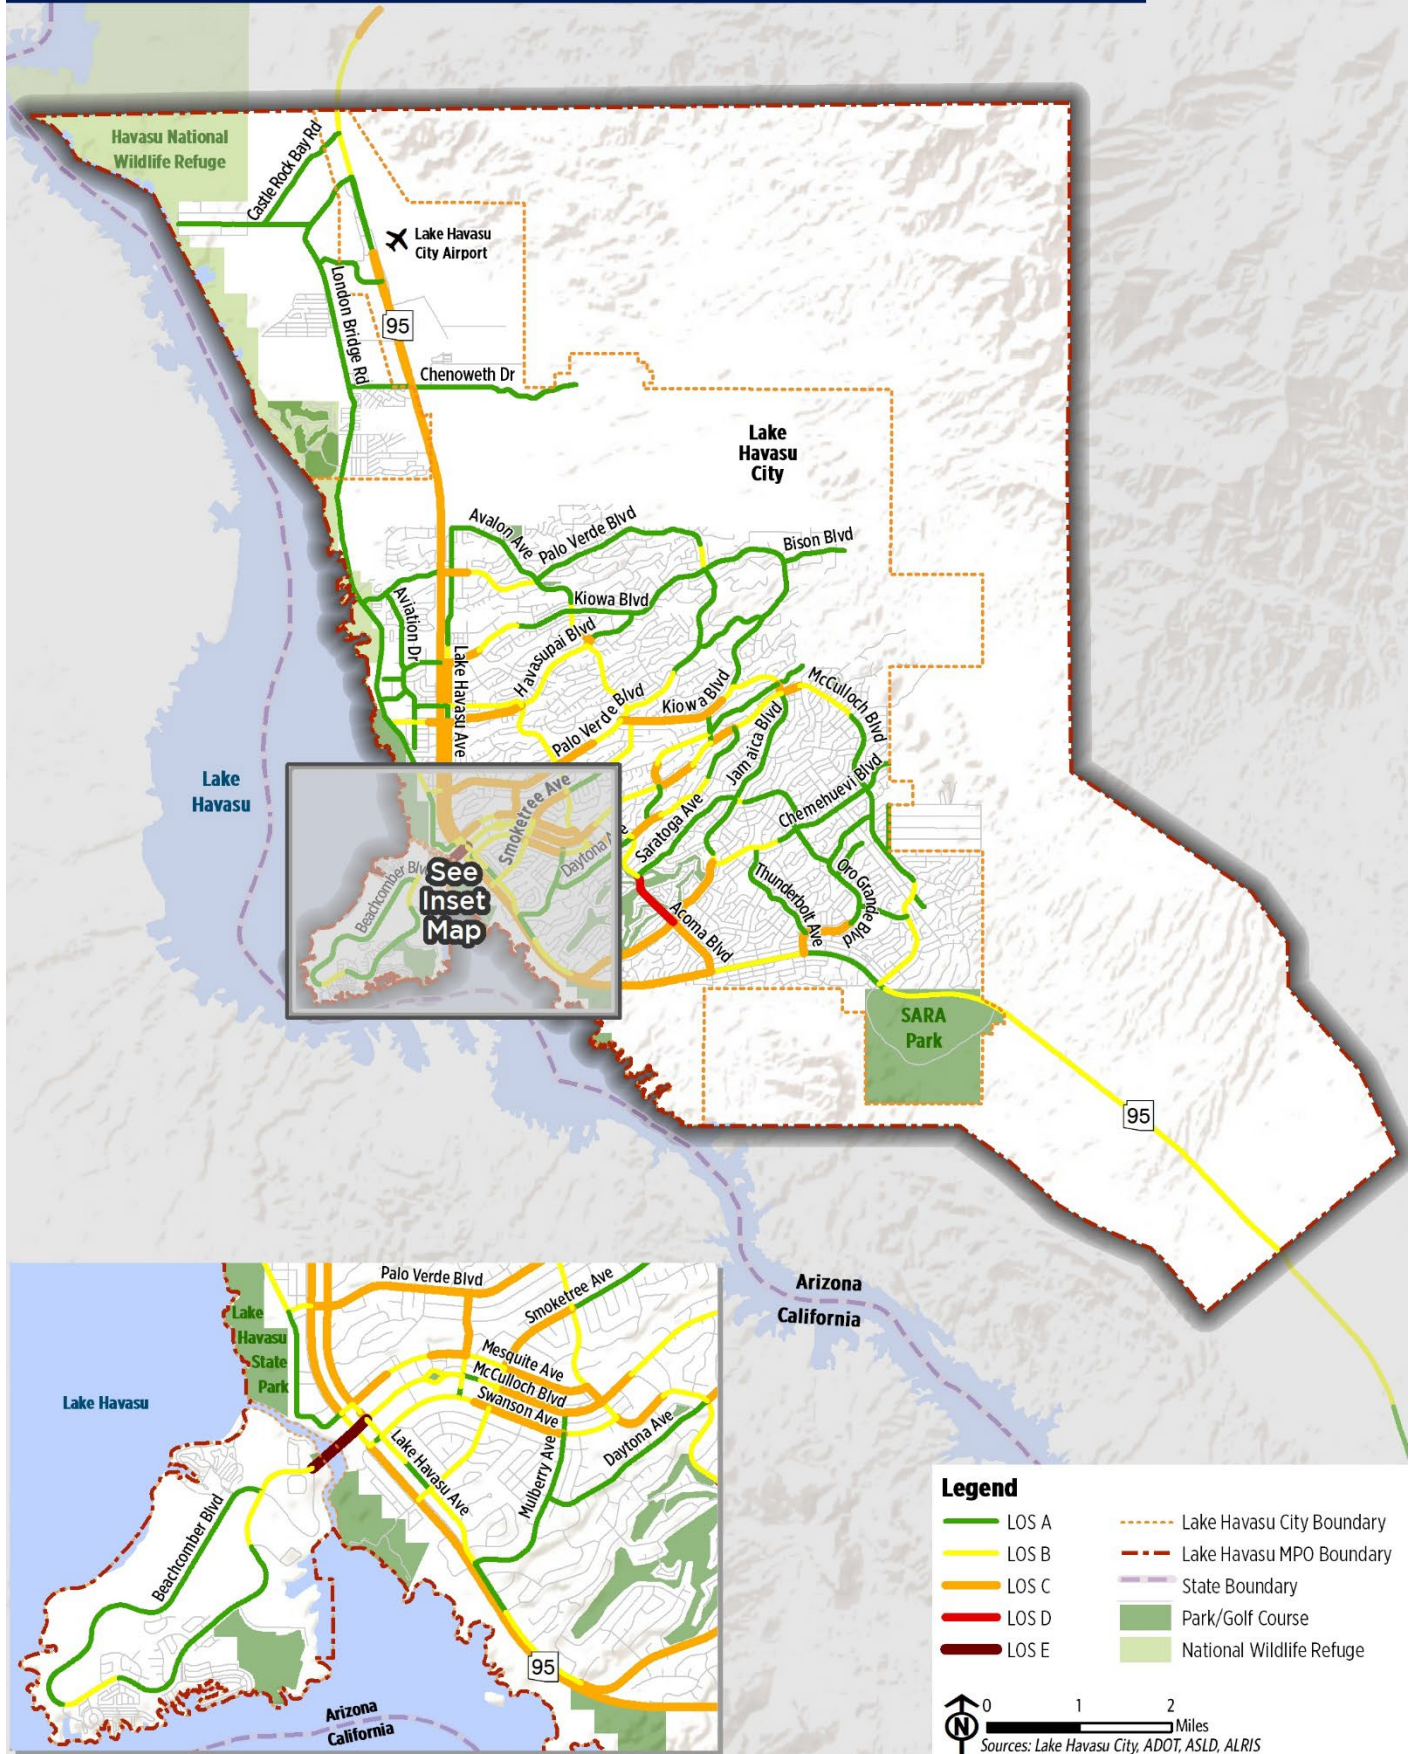 Havasu National
Wildlife Refuge
Castle Rock Bay Rd
Lake Havasu
City Airport
London Bridge Rd
95
Chenoweth Dr
Lake
Havasu
City
Avalon Ave
Palo Verde Blvd
Bison Blvd
Aviation Dr
Kiowa Blvd
Havasupai Blvd
Lake Havasu Ave
McCulloch Blvd
Kiowa Blvd
Palo Verde Blvd
Jamaica Blvd
Lake
Havasu
Chemehuevi Blvd
Smoketree Ave
Saratoga Ave
Daytona
Beachcomber Blv
See
Inset
Map
Thunderbolt Ave
Oro Grande Blvd
Acoma Blvd
SARA
Park
95
Arizona
California
Palo Verde Blvd
Smoketree Ave
Lake
Havasu
State
Park
Mesquite Ave
McCulloch Blvd
Swanson Ave
Lake Havasu
Daytona Ave
Lake Havasu Ave
Mulberry Ave
Beachcomber Blvd
95
Arizona
California
Legend
LOS A
LOS B
LOS C
LOS D
LOS E
Lake Havasu City Boundary
Lake Havasu MPO Boundary
State Boundary
Park/Golf Course
National Wildlife Refuge
N
0 1 2
Miles
Sources: Lake Havasu City, ADOT, ASLD, ALRIS